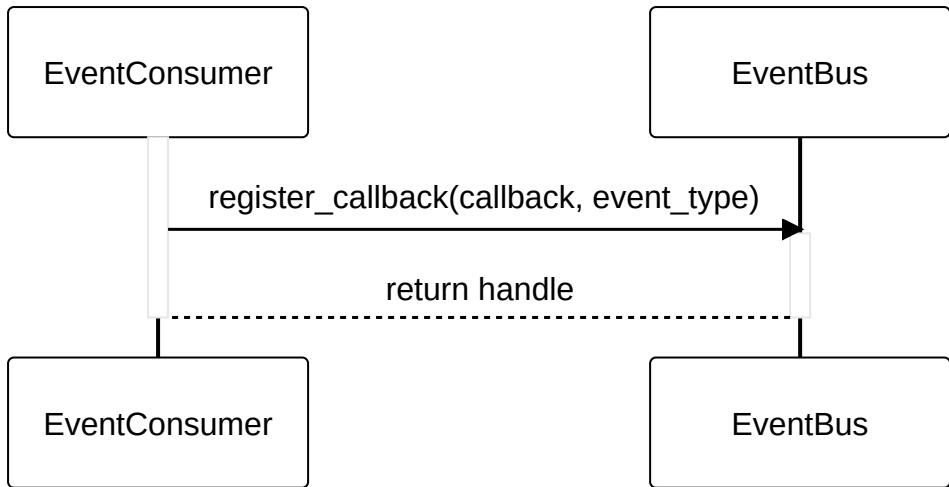 EventConsumer
EventBus
register_callback(callback, event_type)
return handle
EventConsumer
EventBus